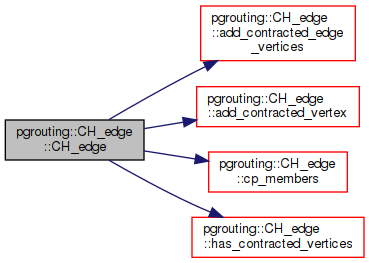 pgrouting::CH_edge
::CH_edge
pgrouting::CH_edge
::add_contracted_edge
_vertices
pgrouting::CH_edge
::add_contracted_vertex
pgrouting::CH_edge
::cp_members
pgrouting::CH_edge
::has_contracted_vertices